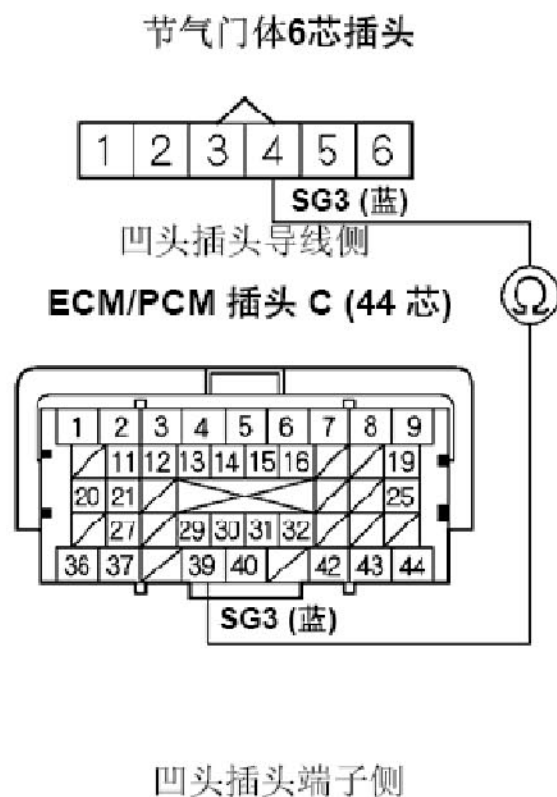 节气门体6芯插头
1 2 3 4 5 6
SG3 (蓝)
凹头插头导线侧
Ω
ECM/PCM 插头 C (44 芯)
1 2 3 4 5 6 7 8 9
11 12 13 14 15 16 19
20 21 25
27 29 30 31 32
36 37 39 40 42 43 44
SG3 (蓝)
凹头插头端子侧